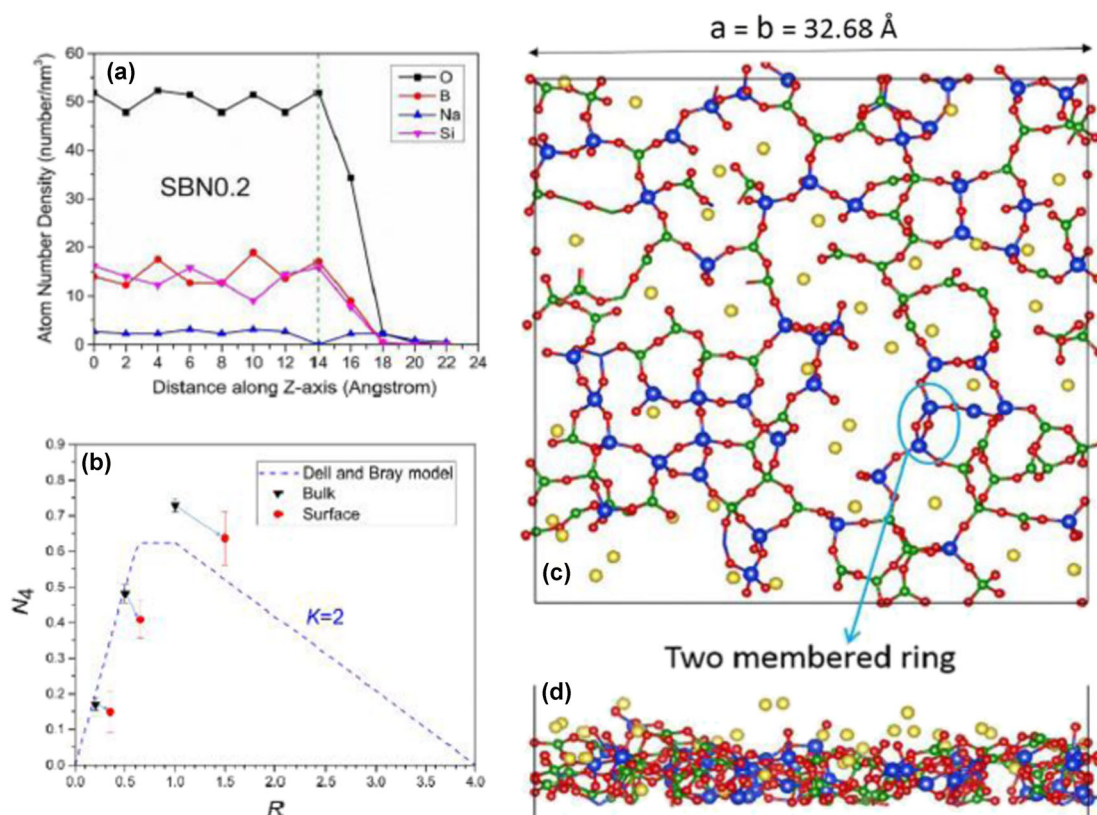 (a)
O
B
Na
Si
SBN0.2
Atom Number Density (number/nm³)
60
50
40
30
20
10
0
0 2 4 6 8 10 12 14 16 18 20 22 24
Distance along Z-axis (Angstrom)
(b)
Dell and Bray model
Bulk
Surface
K=2
N₄
0.9
0.8
0.7
0.6
0.5
0.4
0.3
0.2
0.1
0.0
0.0 0.5 1.0 1.5 2.0 2.5 3.0 3.5 4.0
R
a = b = 32.68 Å
(c)
Two membered ring
(d)